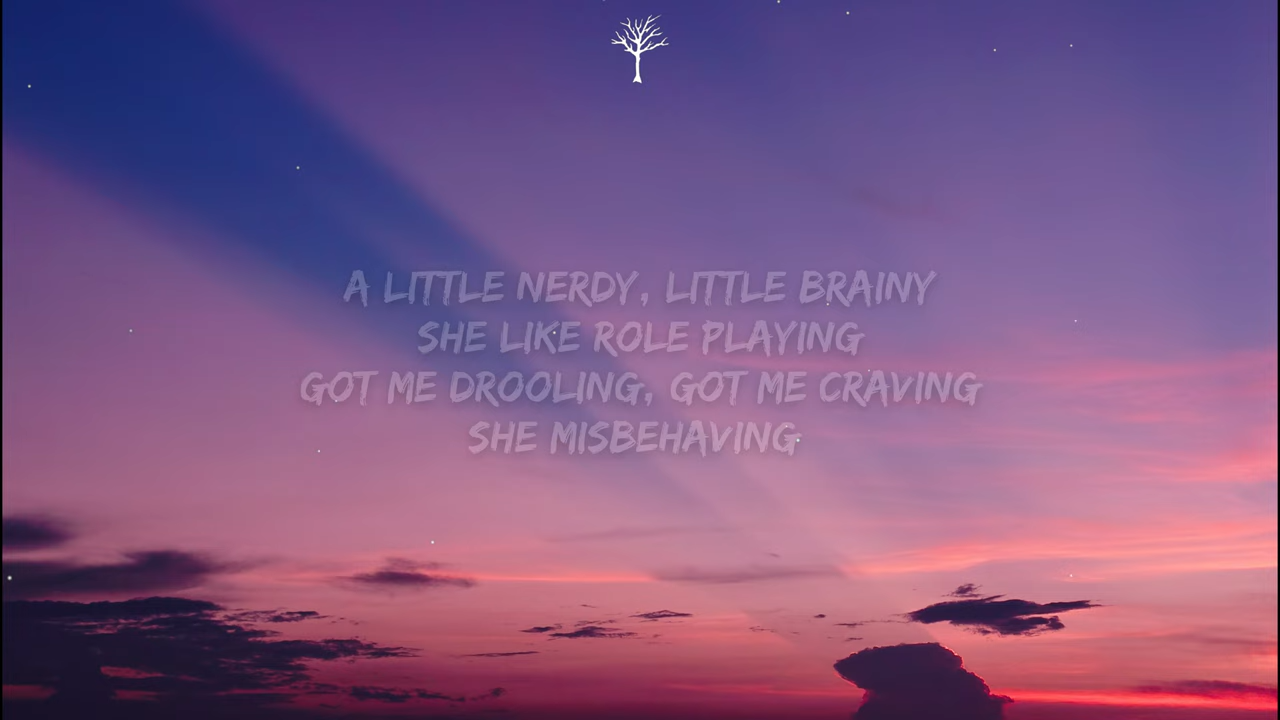 A LITTLE NERDY, LITTLE BRAINY
SHE LIKE ROLE PLAYING
GOT ME DROOLING, GOT ME CRAVING
SHE MISBEHAVING